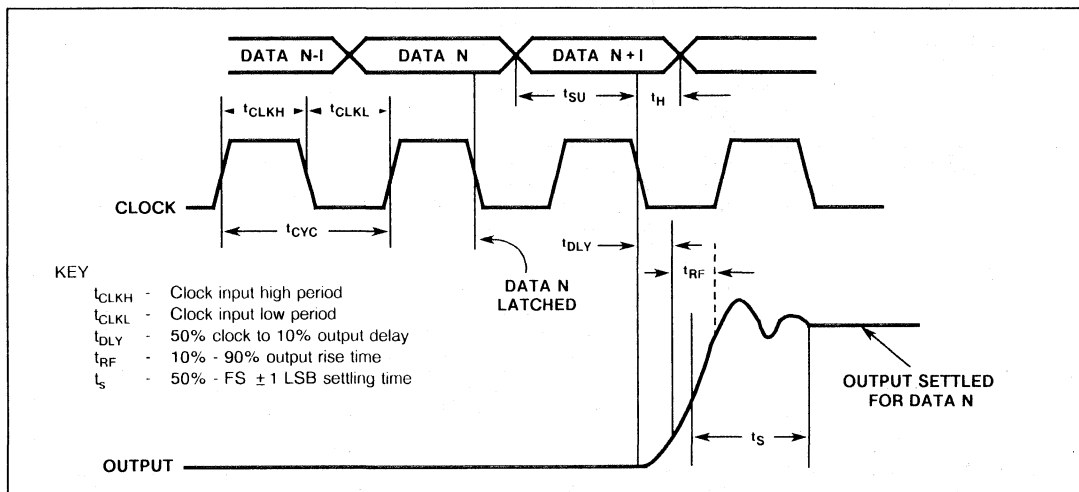 DATA N-I DATA N DATA N+I
tSU tH
tCLKH tCLKL
CLOCK
tCYC
tDLY
tRF
DATA N
LATCHED
KEY
tCLKH - Clock input high period
tCLKL - Clock input low period
tDLY - 50% clock to 10% output delay
tRF - 10% - 90% output rise time
ts - 50% - FS ±1 LSB settling time
OUTPUT SETTLED
FOR DATA N
tS
OUTPUT